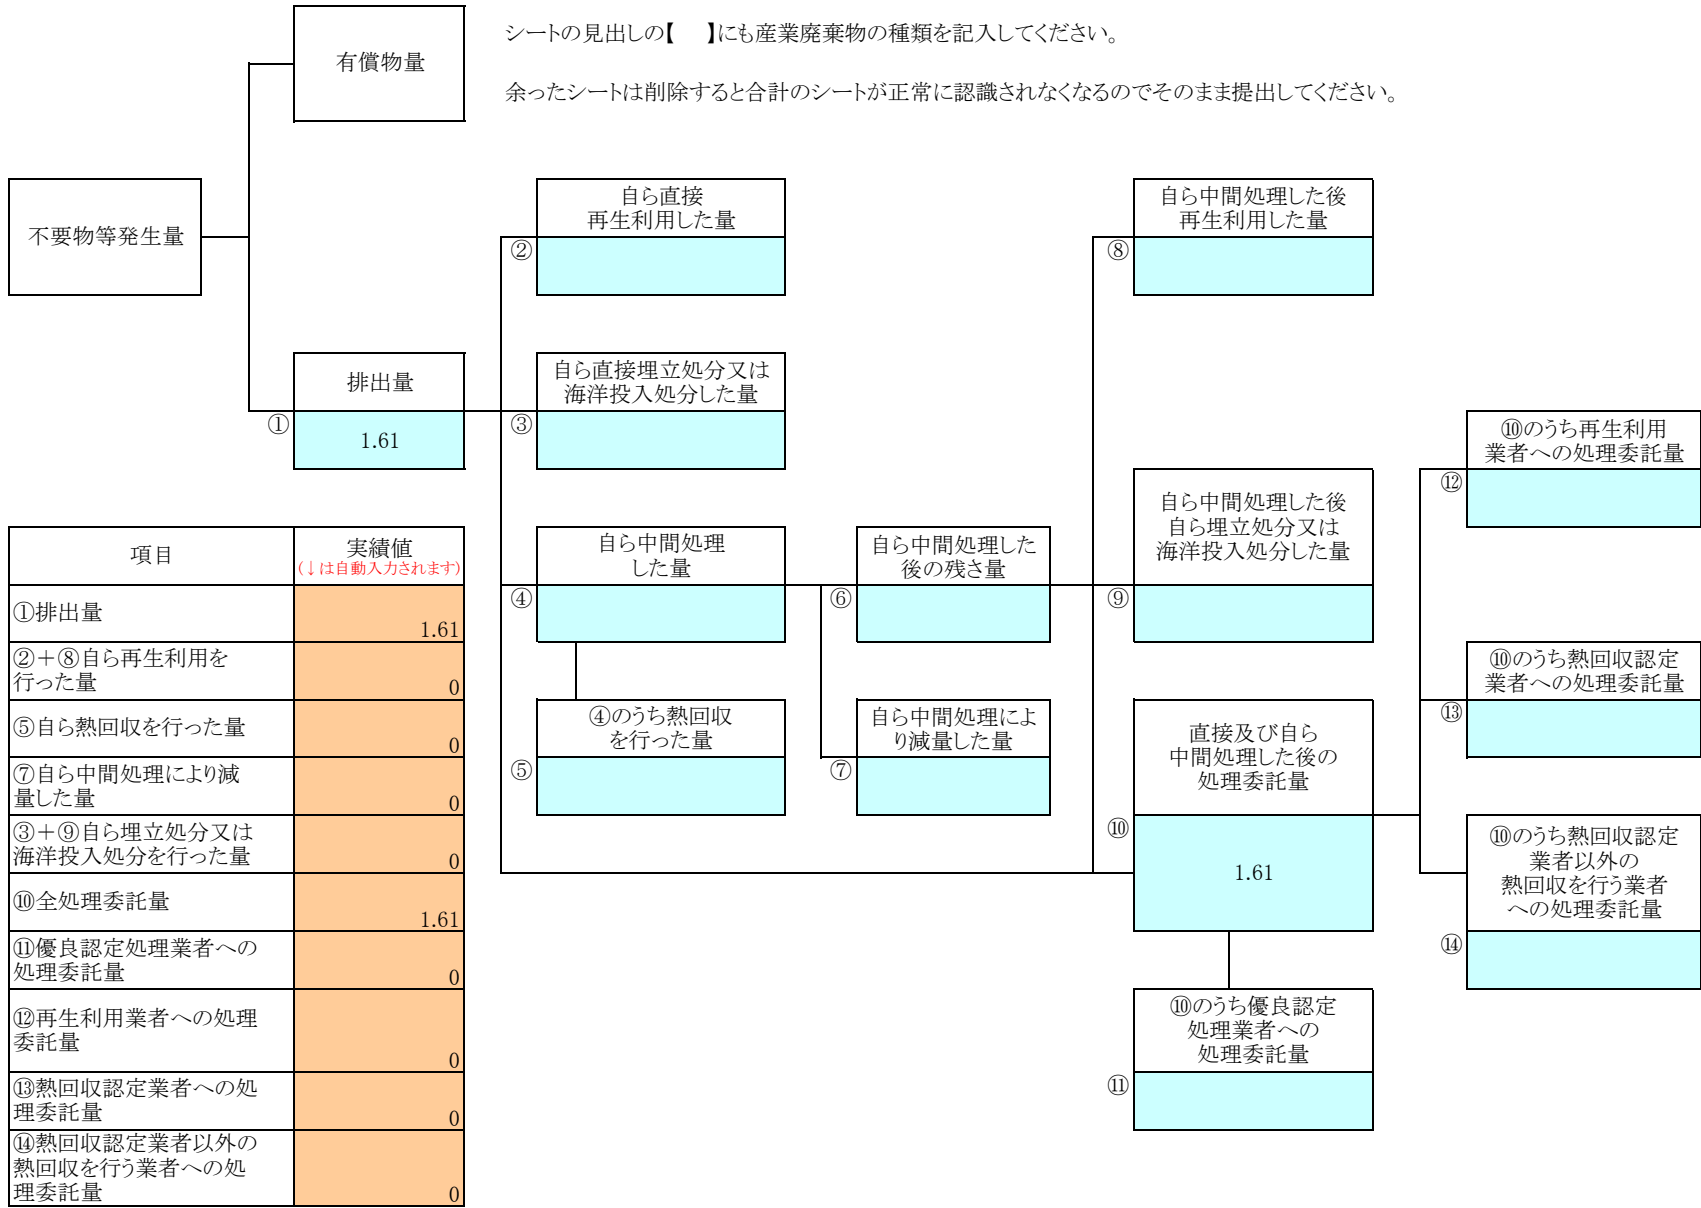 シートの見出しの【　】にも産業廃棄物の種類を記入してください。
余ったシートは削除すると合計のシートが正常に認識されなくなるのでそのまま提出してください。
有償物量
不要物等発生量
排出量
①
1.61
自ら直接
再生利用した量
②
自ら直接埋立処分又は
海洋投入処分した量
③
自ら中間処理
した量
④
④のうち熱回収
を行った量
⑤
自ら中間処理した
後の残さ量
⑥
自ら中間処理によ
り減量した量
⑦
自ら中間処理した後
再生利用した量
⑧
自ら中間処理した後
自ら埋立処分又は
海洋投入処分した量
⑨
直接及び自ら
中間処理した後の
処理委託量
⑩
1.61
⑩のうち優良認定
処理業者への
処理委託量
⑪
⑩のうち再生利用
業者への処理委託量
⑫
⑩のうち熱回収認定
業者への処理委託量
⑬
⑩のうち熱回収認定
業者以外の
熱回収を行う業者
への処理委託量
⑭
項目
実績値
(↓は自動入力されます)
①排出量
1.61
②＋⑧自ら再生利用を
行った量
0
⑤自ら熱回収を行った量
0
⑦自ら中間処理により減
量した量
0
③＋⑨自ら埋立処分又は
海洋投入処分を行った量
0
⑩全処理委託量
1.61
⑪優良認定処理業者への
処理委託量
0
⑫再生利用業者への処理
委託量
0
⑬熱回収認定業者への処
理委託量
0
⑭熱回収認定業者以外の
熱回収を行う業者への処
理委託量
0